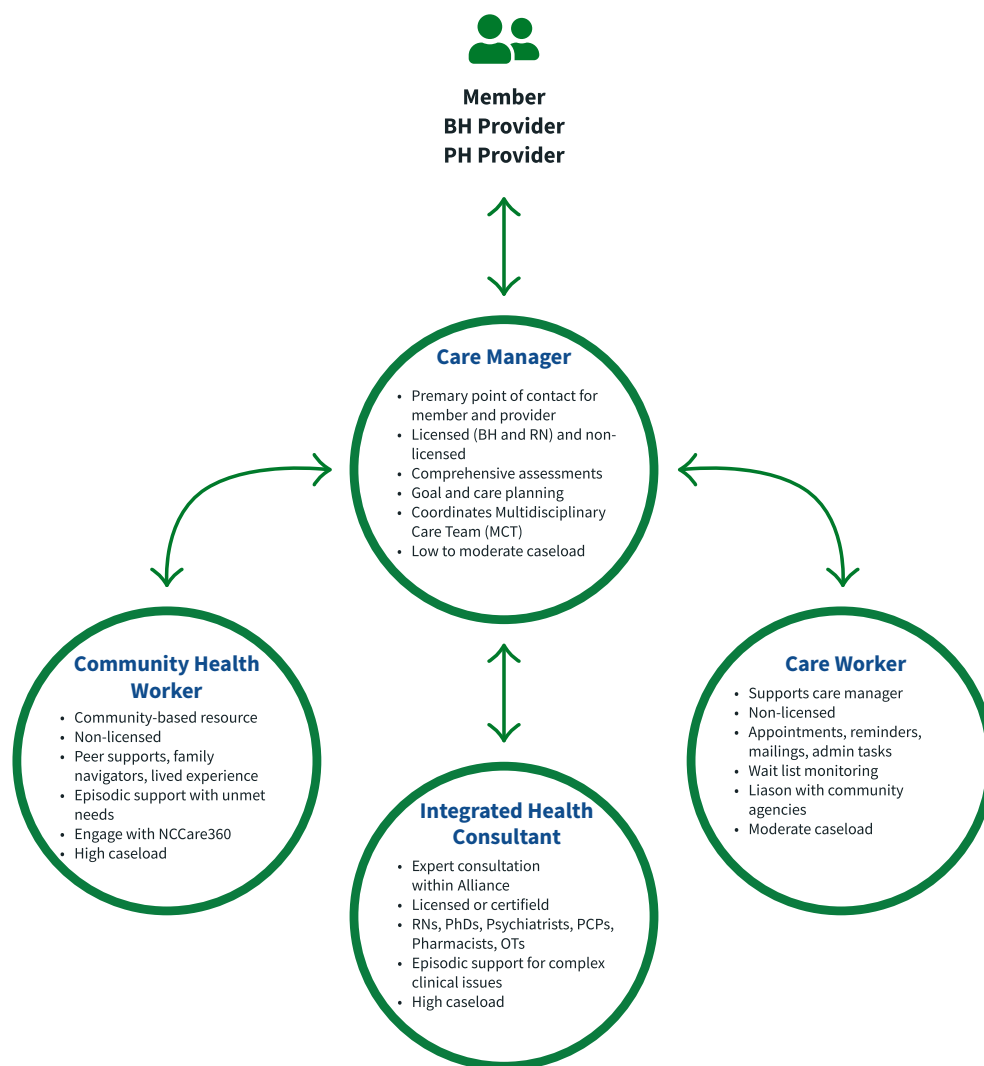 Member
BH Provider
PH Provider
Care Manager
• Premary point of contact for
member and provider
• Licensed (BH and RN) and non-
licensed
• Comprehensive assessments
• Goal and care planning
• Coordinates Multidisciplinary
Care Team (MCT)
• Low to moderate caseload
Community Health
Worker
• Community-based resource
• Non-licensed
• Peer supports, family
navigators, lived experience
• Episodic support with unmet
needs
• Engage with NCCare360
• High caseload
Integrated Health
Consultant
• Expert consultation
within Alliance
• Licensed or certifield
• RNs, PhDs, Psychiatrists, PCPs,
Pharmacists, OTs
• Episodic support for complex
clinical issues
• High caseload
Care Worker
• Supports care manager
• Non-licensed
• Appointments, reminders,
mailings, admin tasks
• Wait list monitoring
• Liason with community
agencies
• Moderate caseload